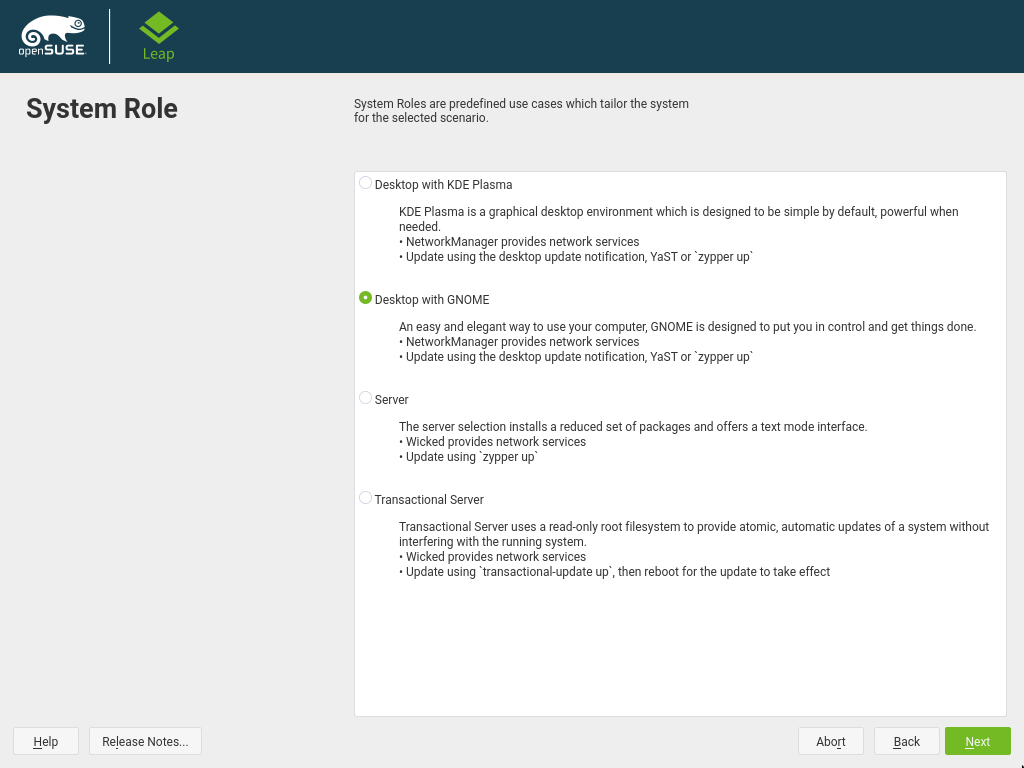 openSUSE.
Leap
System Role
System Roles are predefined use cases which tailor the system
for the selected scenario.
Desktop with KDE Plasma
KDE Plasma is a graphical desktop environment which is designed to be simple by default, powerful when
needed.
• NetworkManager provides network services
• Update using the desktop update notification, YaST or `zypper up`
Desktop with GNOME
An easy and elegant way to use your computer, GNOME is designed to put you in control and get things done.
• NetworkManager provides network services
• Update using the desktop update notification, YaST or `zypper up`
Server
The server selection installs a reduced set of packages and offers a text mode interface.
• Wicked provides network services
• Update using `zypper up`
Transactional Server
Transactional Server uses a read-only root filesystem to provide atomic, automatic updates of a system without
interfering with the running system.
• Wicked provides network services
• Update using `transactional-update up`, then reboot for the update to take effect
Help
Release Notes...
Abort
Back
Next